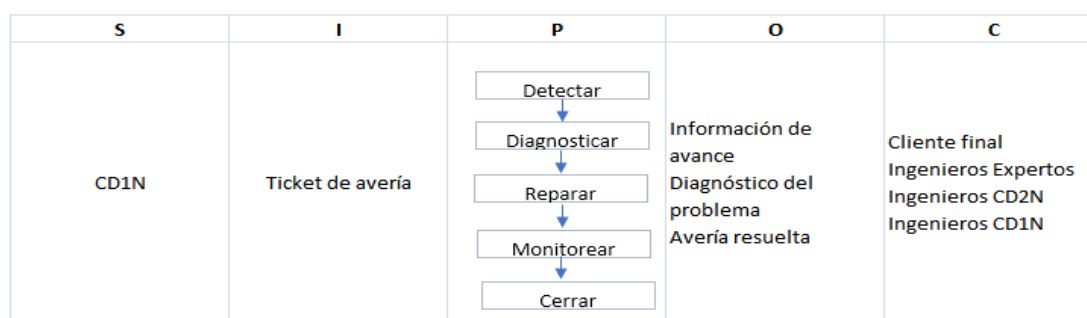 S
I
P
O
C
CD1N
Ticket de avería
Detectar
Diagnosticar
Reparar
Monitorear
Cerrar
Información de
avance
Diagnóstico del
problema
Avería resuelta
Cliente final
Ingenieros Expertos
Ingenieros CD2N
Ingenieros CD1N